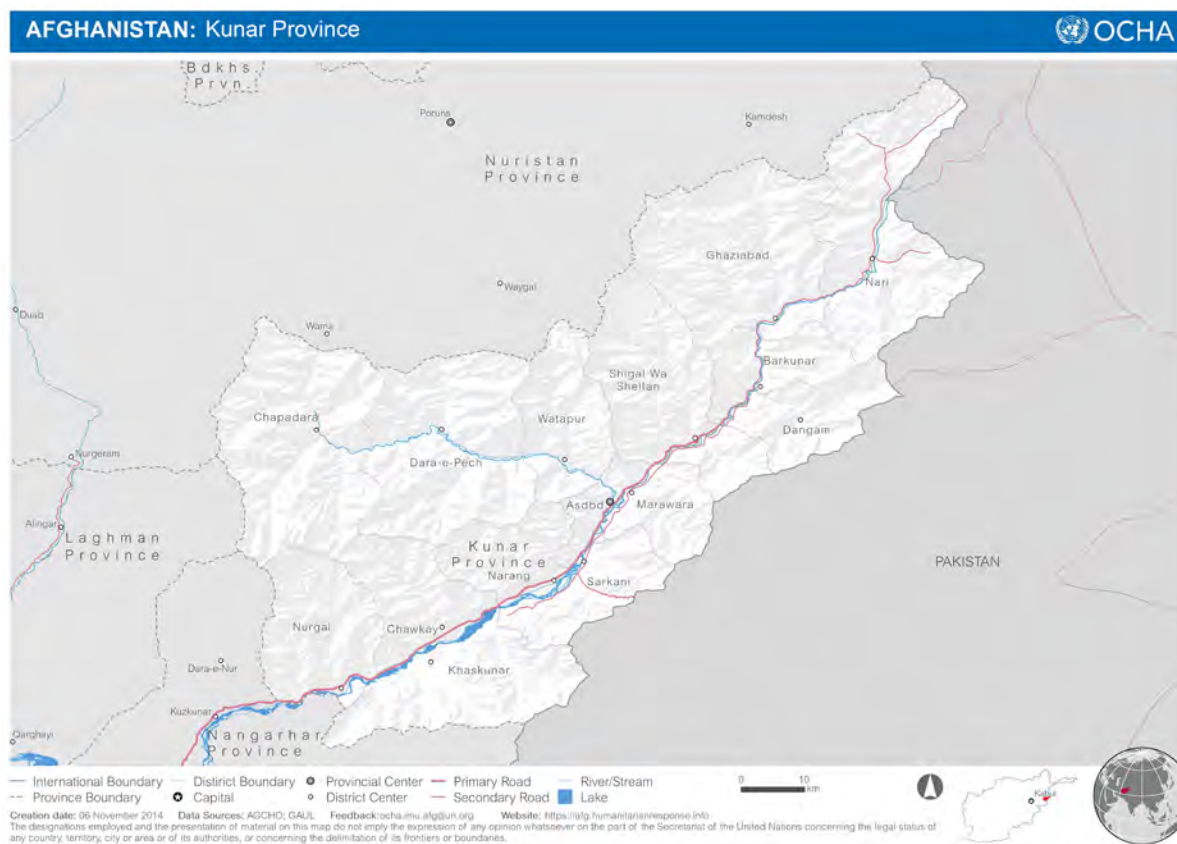 AFGHANISTAN: Kunar Province
OCHA
Bdkhs.
Prvn.
Poruns
Kamdesh
Nuristan
Province
Ghaziabad
Waygal
Nari
Duab
Wama
Barkunar
Shigal Wa
Sheltan
Chapadara
Watapur
Dangam
Nurgeram
Dara-e-Pech
Asdbd
Marawara
Alingar
Laghman
Province
Kunar
Province
PAKISTAN
Narang
Sarkani
Nurgal
Chawkay
Dara-e-Nur
Khaskunar
Kuzkunar
Nangarhar
Province
Qarghayi
International Boundary
District Boundary
Provincial Center
Primary Road
River/Stream
Province Boundary
Capital
District Center
Secondary Road
Lake
0 10
km
Kabul
Creation date: 06 November 2014 Data Sources: AGCHO; GAUL Feedback:ocha.imu.afg@un.org Website: https://afg.humanitarianresponse.info
The designations employed and the presentation of material on this map do not imply the expression of any opinion whatsoever on the part of the Secretariat of the United Nations concerning the legal status of
any country, territory, city or area or of its authorities, or concerning the delimitation of its frontiers or boundaries.